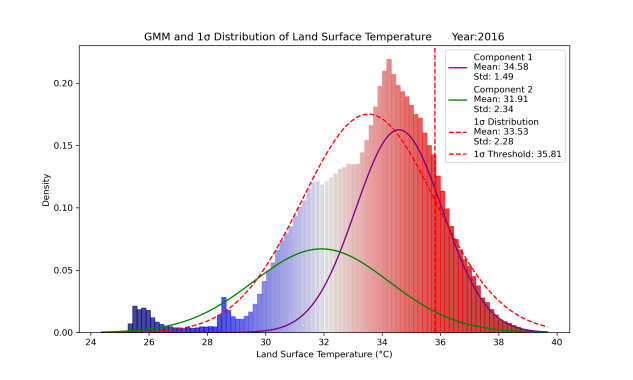 GMM and 1σ Distribution of Land Surface Temperature Year:2016
Component 1
Mean: 34.58
Std: 1.49
Component 2
Mean: 31.91
Std: 2.34
1σ Distribution
Mean: 33.53
Std: 2.28
1σ Threshold: 35.81
Density
0.20
0.15
0.10
0.05
0.00
24 26 28 30 32 34 36 38 40
Land Surface Temperature (°C)